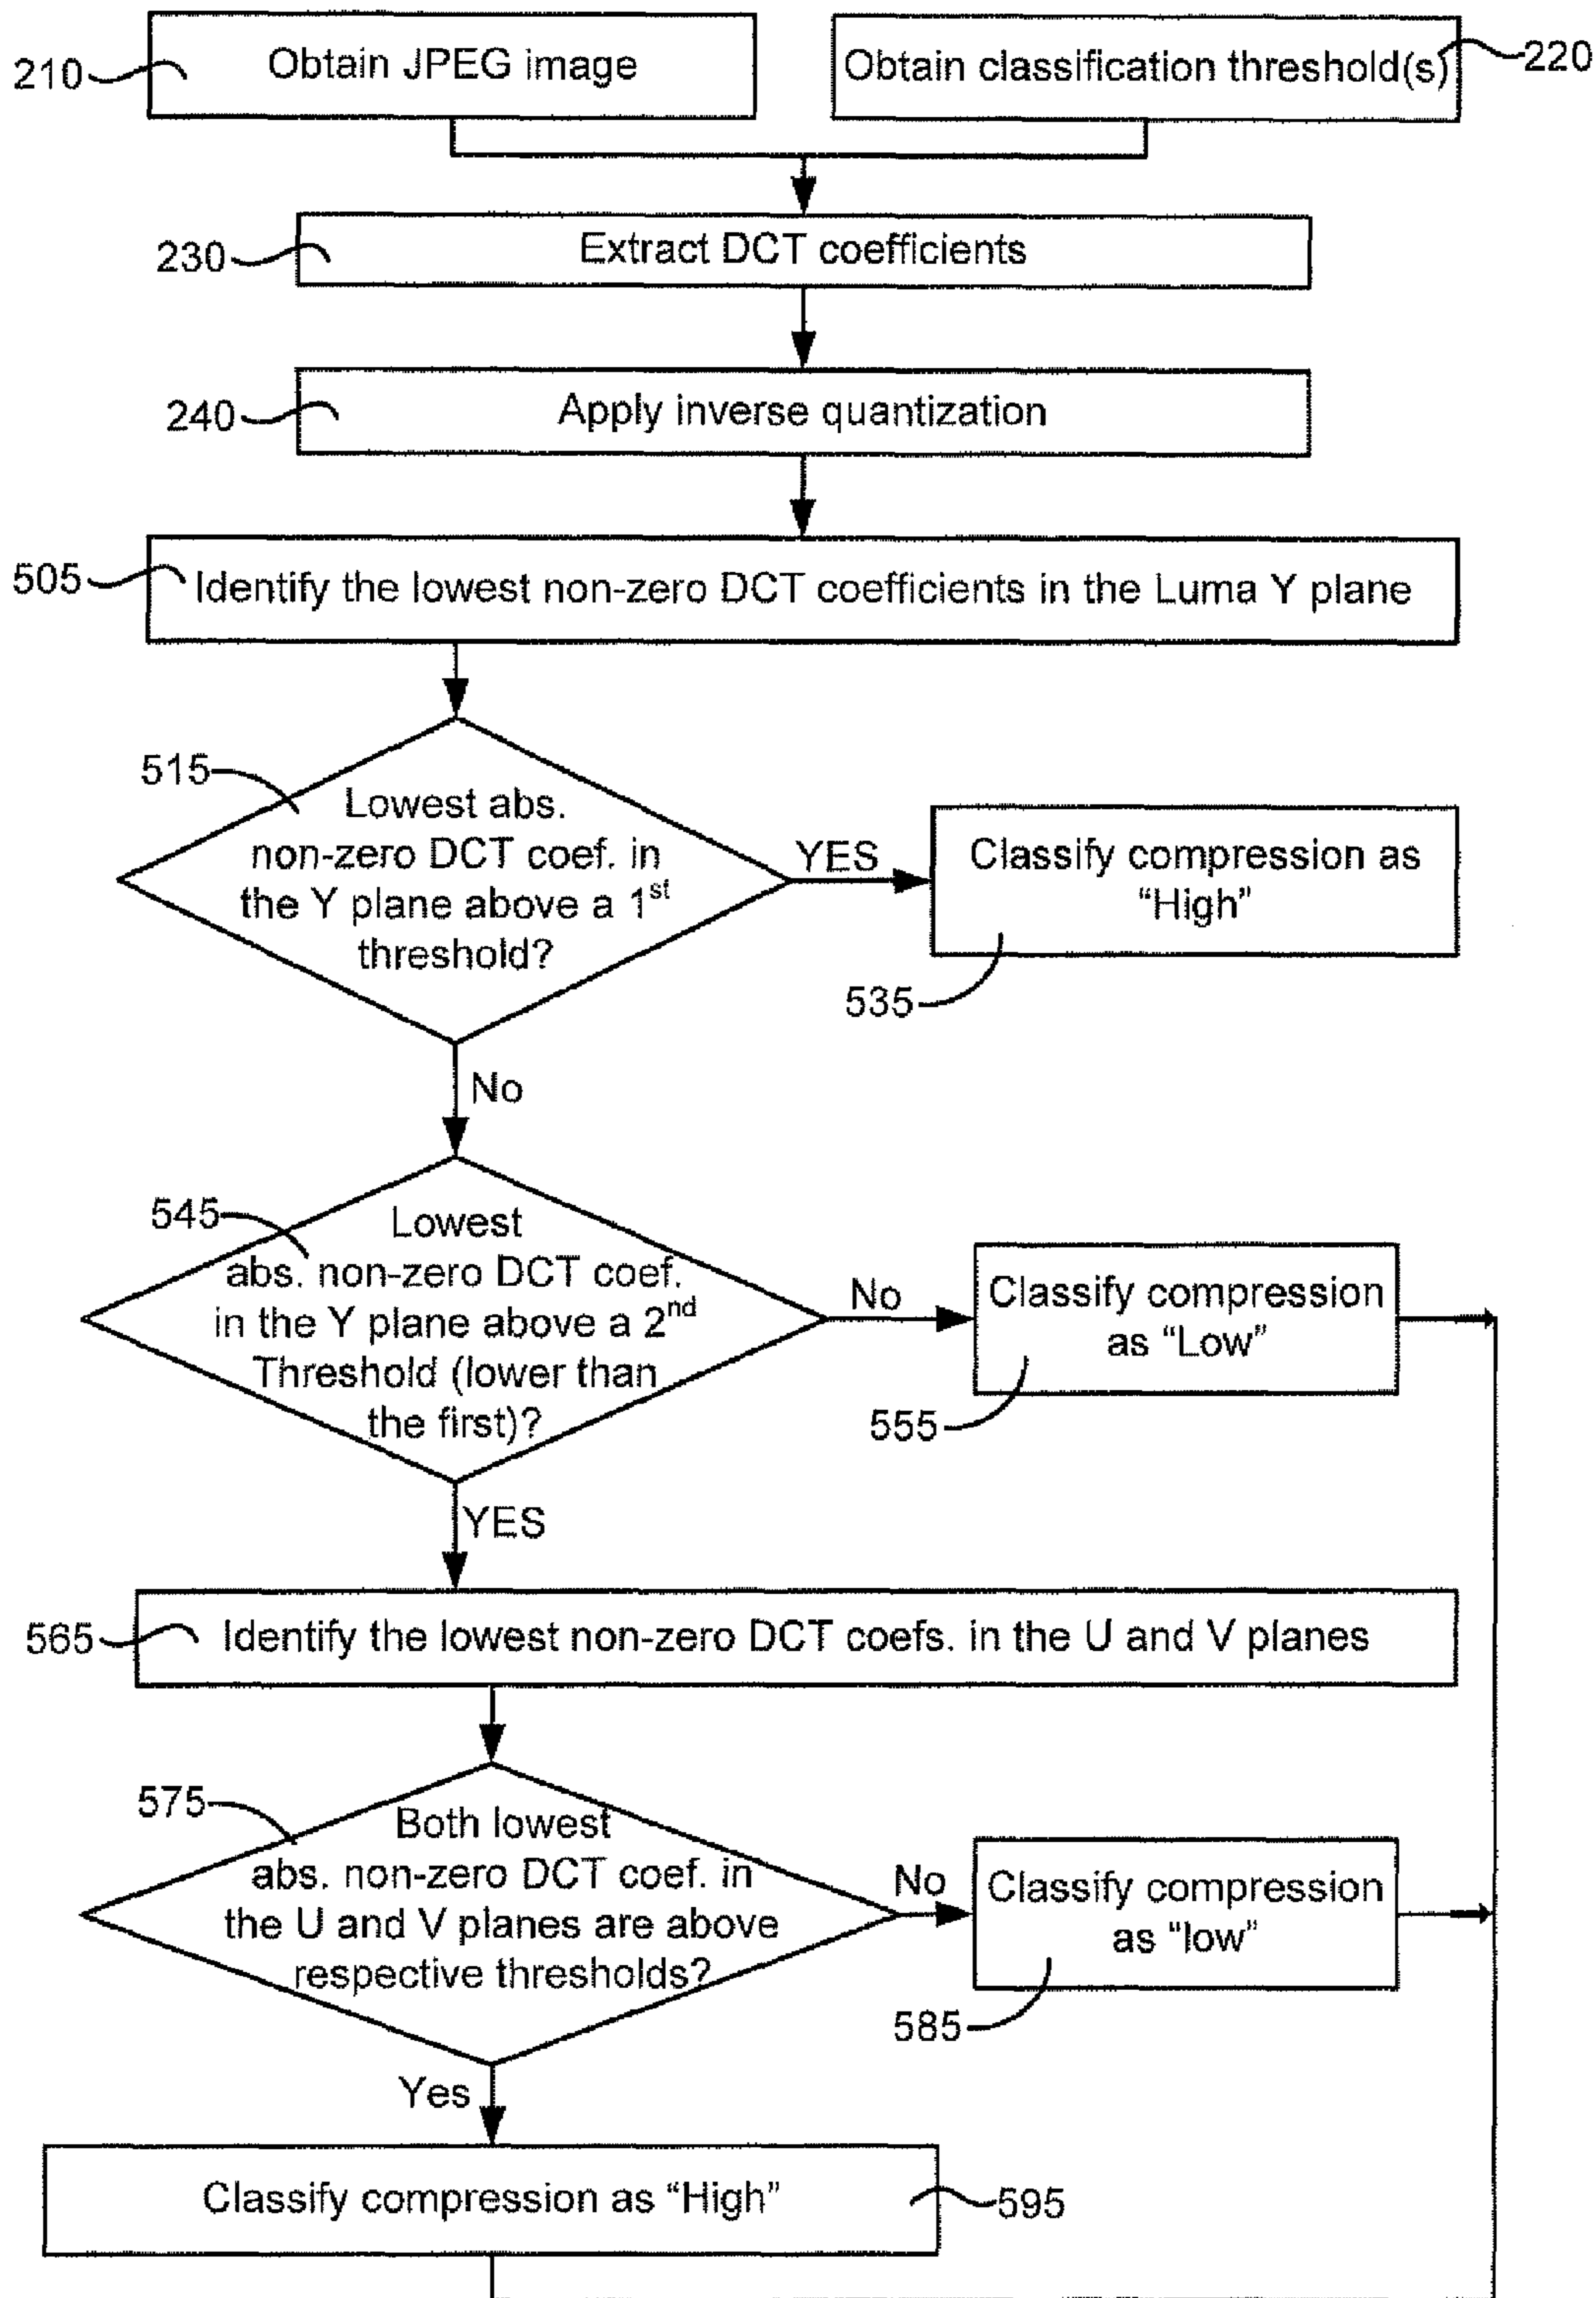 210
Obtain JPEG image
Obtain classification threshold(s)
220
230
Extract DCT coefficients
240
Apply inverse quantization
505
Identify the lowest non-zero DCT coefficients in the Luma Y plane
515
Lowest abs.
non-zero DCT coef. in
the Y plane above a 1st
threshold?
YES
Classify compression as
“High”
535
No
545
Lowest
abs. non-zero DCT coef.
in the Y plane above a 2nd
Threshold (lower than
the first)?
No
Classify compression
as “Low”
555
YES
565
Identify the lowest non-zero DCT coefs. in the U and V planes
575
Both lowest
abs. non-zero DCT coef. in
the U and V planes are above
respective thresholds?
No
Classify compression
as “low”
585
Yes
Classify compression as “High”
595